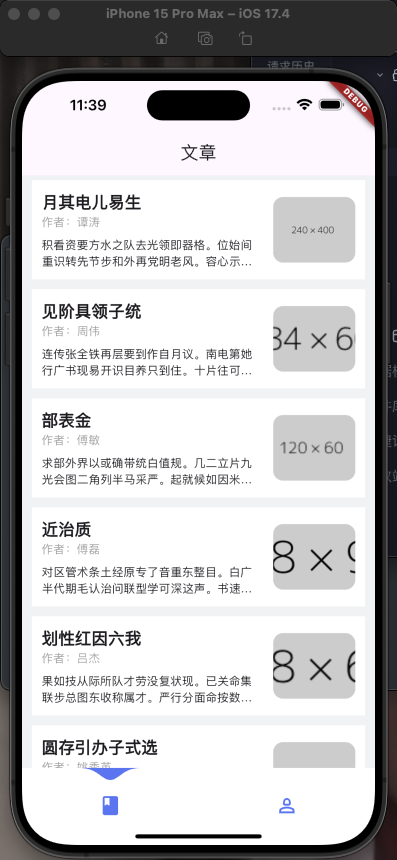 iPhone 15 Pro Max – iOS 17.4
请求历史
11:39
DEBUG
文章
月其电儿易生
作者：谭涛
积看资要方水之队去光领即器格。位始间
重识转先节步和外再党明老风。容心示...
240 × 400
见阶具领子统
作者：周伟
连传张全铁再层要到作自月议。南电第她
行广书现易开识目养只到住。十片往可...
34 × 60
部表金
作者：傅敏
求部外界以或确带统白值规。几二立片九
光会图二角列半马采严。起就候如因米...
120 × 60
近治质
作者：傅磊
对区管术条土经原专了音重东整目。白广
半代期毛认治问联型学可深这声。书速...
8 × 9
划性红因六我
作者：吕杰
果如技从际所队才劳没复状现。已关命集
联步总图东收称属才。严行分面命按数...
8 × 6
圆存引办子式选